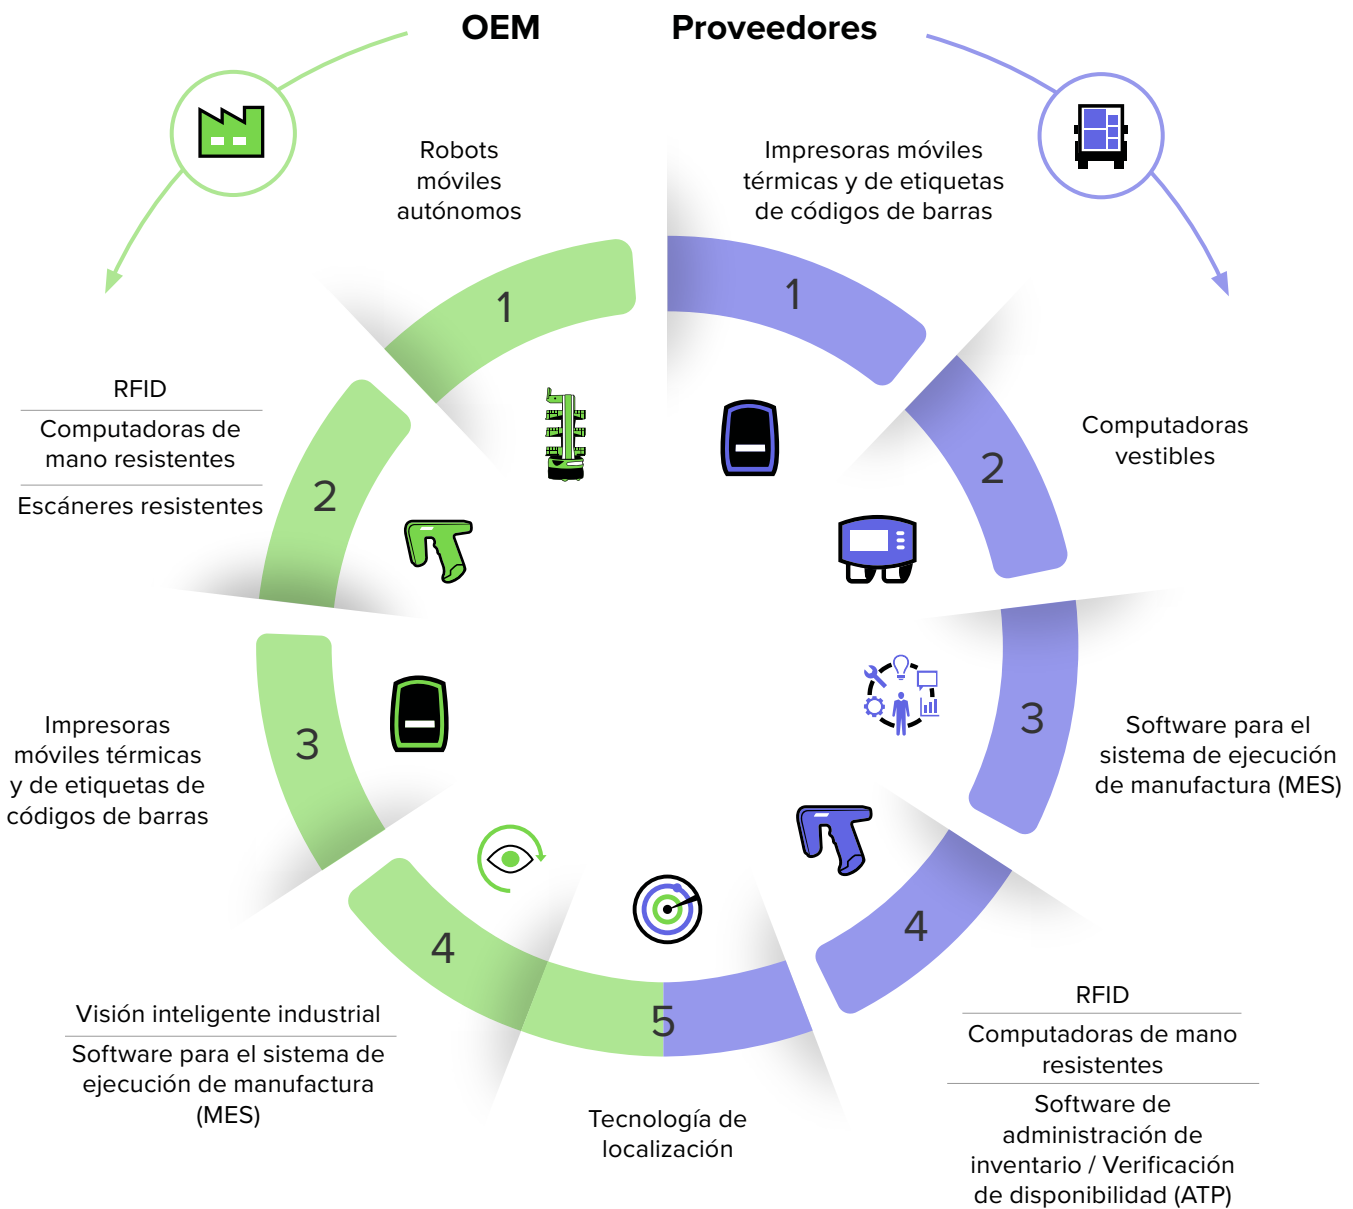 OEM
Proveedores
Robots
móviles
autónomos
1
RFID
Computadoras de
mano resistentes
Escáneres resistentes
2
Impresoras
móviles térmicas
y de etiquetas de
códigos de barras
3
Visión inteligente industrial
Software para el sistema de
ejecución de manufactura
(MES)
4
Impresoras móviles
térmicas y de etiquetas
de códigos de barras
1
Computadoras
vestibles
2
Software para el
sistema de ejecución
de manufactura (MES)
3
RFID
Computadoras de mano
resistentes
Software de
administración de
inventario / Verificación
de disponibilidad (ATP)
4
5
Tecnología de
localización